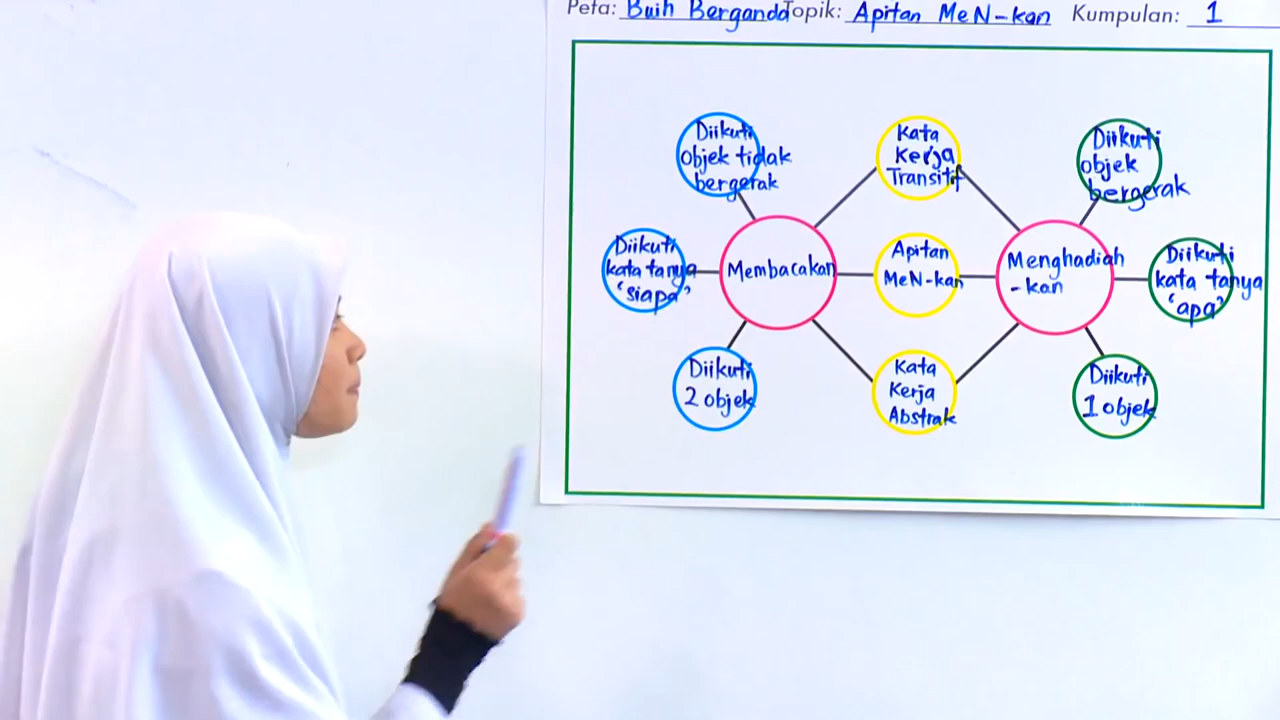 Peta: Buih Berganda Topik: Apitan MeN-kan Kumpulan: 1
Diikuti
objek tidak
bergerak
Kata
Kerja
Transitif
Diikuti
objek
bergerak
Diikuti
kata tanya
'siapa'
Membacakan
Apitan
MeN-kan
Menghadiah
-kan
Diikuti
kata tanya
'apa'
Diikuti
2 objek
Kata
Kerja
Abstrak
Diikuti
1 objek